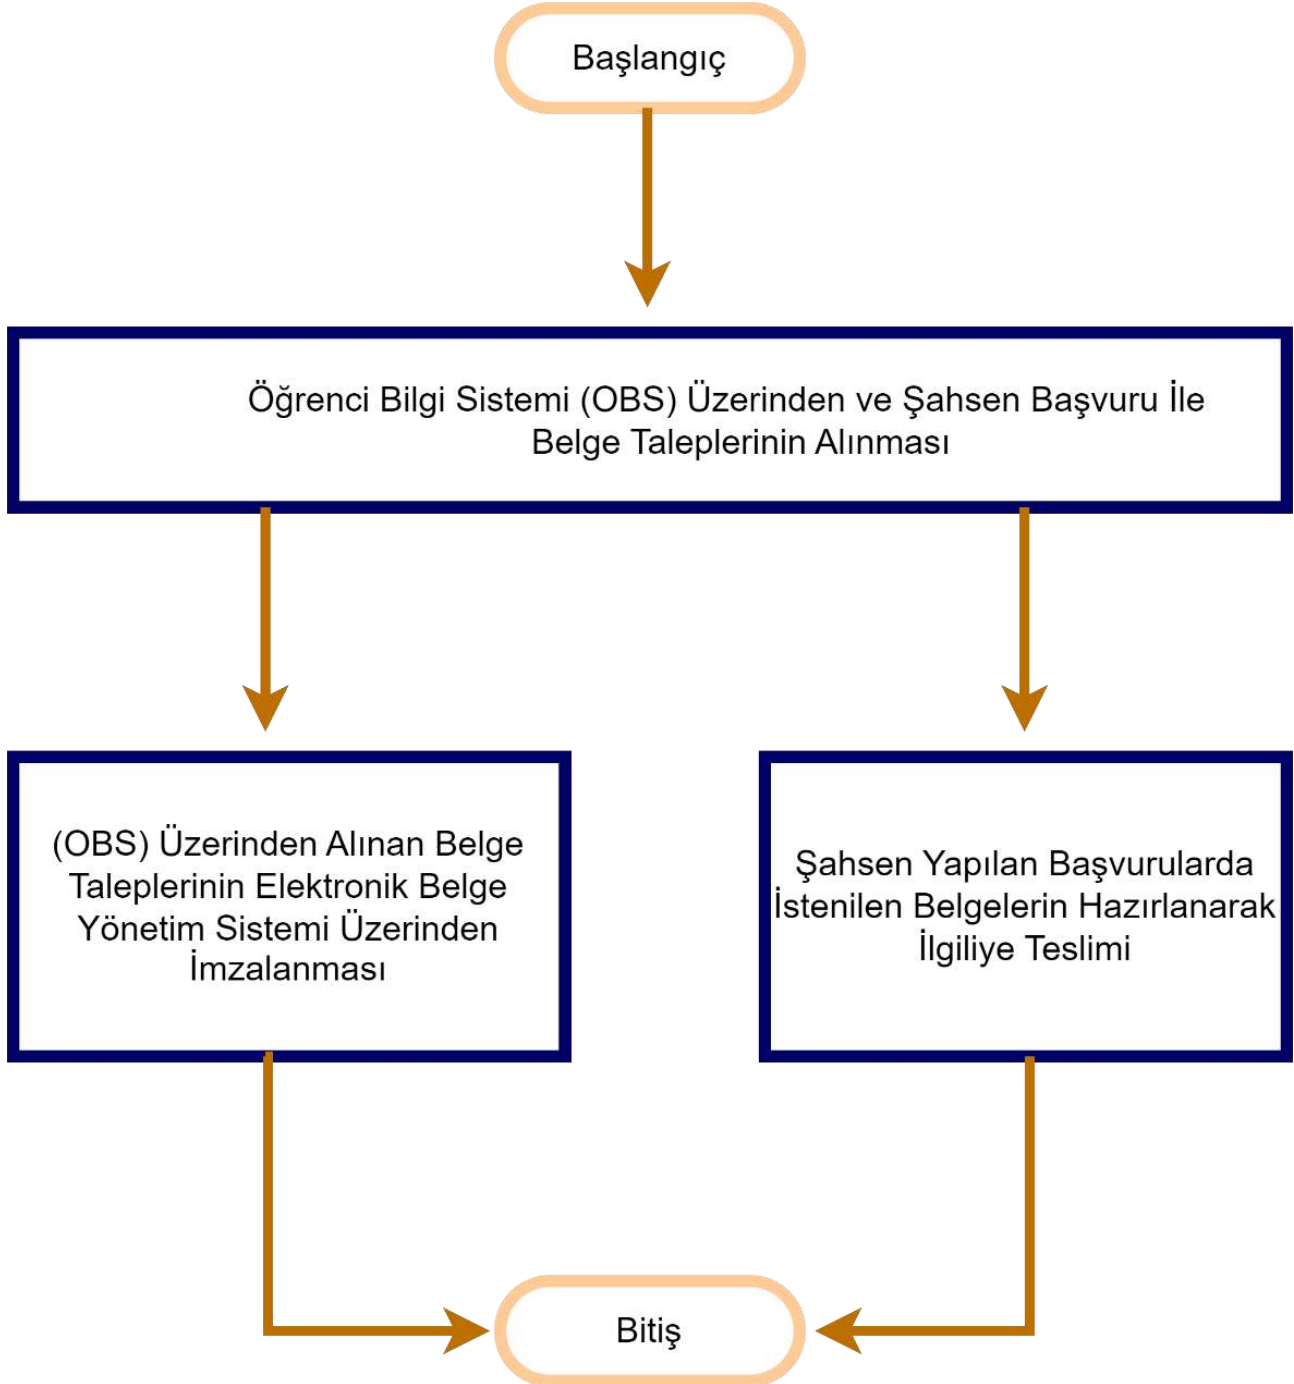 Başlangıç
Öğrenci Bilgi Sistemi (OBS) Üzerinden ve Şahsen Başvuru İle
Belge Taleplerinin Alınması
(OBS) Üzerinden Alınan Belge
Taleplerinin Elektronik Belge
Yönetim Sistemi Üzerinden
İmzalanması
Şahsen Yapılan Başvurularda
İstenilen Belgelerin Hazırlanarak
İlgiliye Teslimi
Bitiş